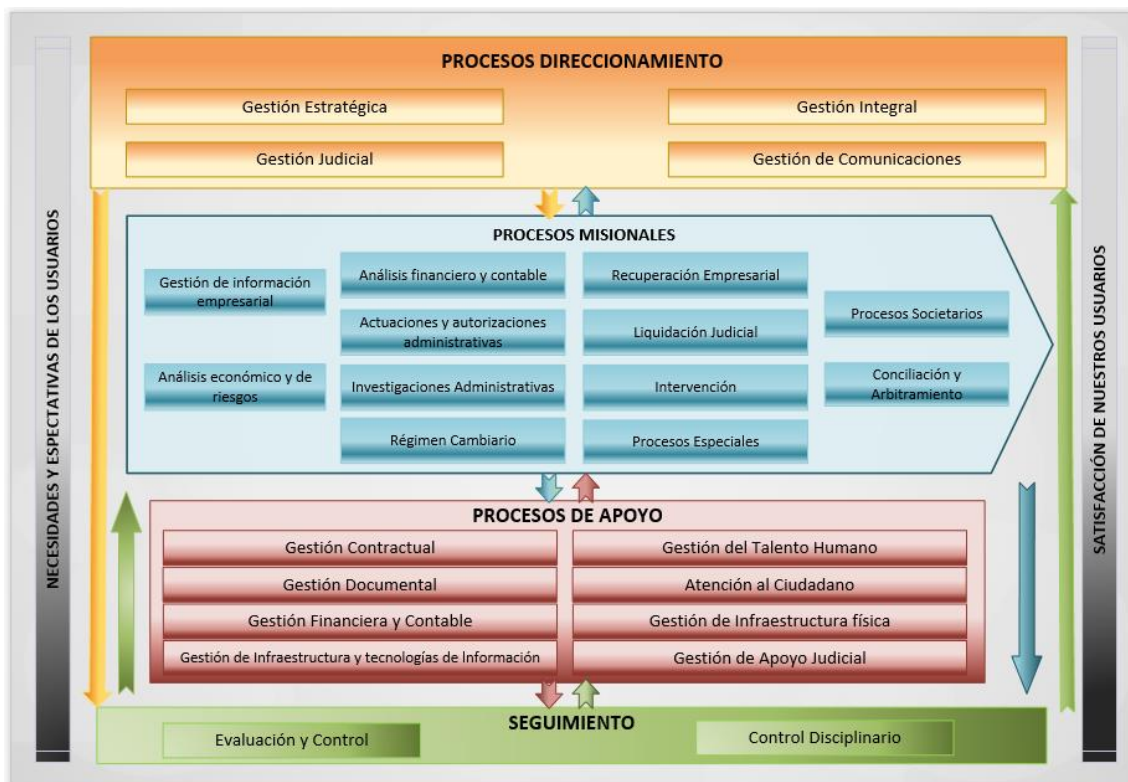 NECESIDADES Y ESPECTATIVAS DE LOS USUARIOS
PROCESOS DIRECCIONAMIENTO
Gestión Estratégica
Gestión Integral
Gestión Judicial
Gestión de Comunicaciones
PROCESOS MISIONALES
Gestión de información
empresarial
Análisis económico y de
riesgos
Análisis financiero y contable
Actuaciones y autorizaciones
administrativas
Investigaciones Administrativas
Régimen Cambiario
Recuperación Empresarial
Liquidación Judicial
Intervención
Procesos Especiales
Procesos Societarios
Conciliación y
Arbitramiento
PROCESOS DE APOYO
Gestión Contractual
Gestión del Talento Humano
Gestión Documental
Atención al Ciudadano
Gestión Financiera y Contable
Gestión de Infraestructura física
Gestión de Infraestructura y tecnologías de Información
Gestión de Apoyo Judicial
SEGUIMIENTO
Evaluación y Control
Control Disciplinario
SATISFACCIÓN DE NUESTROS USUARIOS